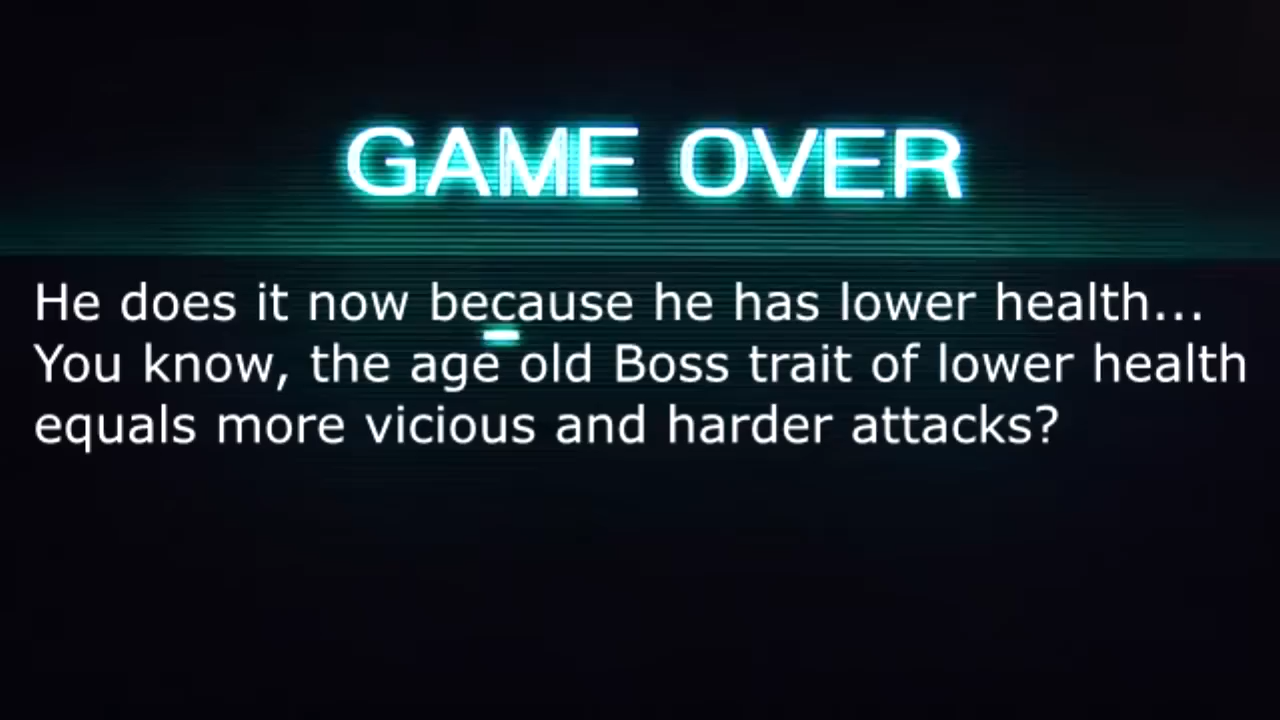 GAME OVER
He does it now because he has lower health...
You know, the age old Boss trait of lower health
equals more vicious and harder attacks?